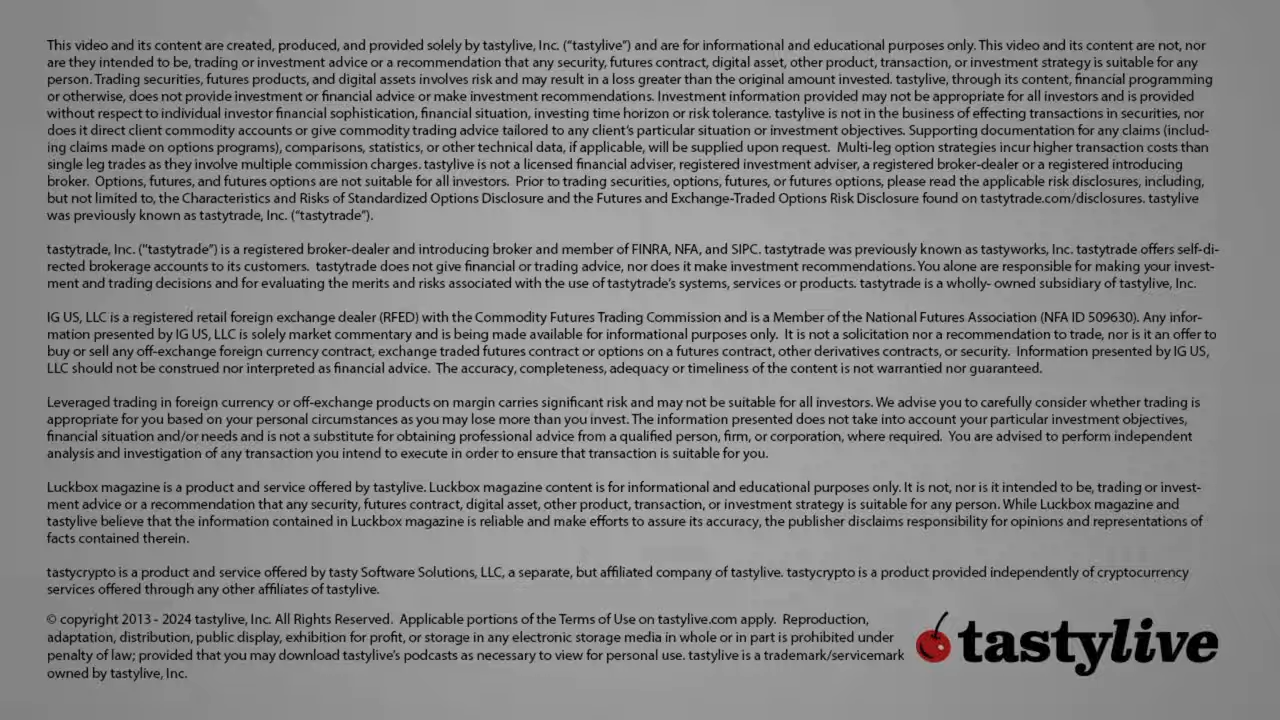 This video and its content are created, produced, and provided solely by tastylive, Inc. (“tastylive”) and are for informational and educational purposes only. This video and its content are not, nor
are they intended to be, trading or investment advice or a recommendation that any security, futures contract, digital asset, other product, transaction, or investment strategy is suitable for any
person. Trading securities, futures products, and digital assets involves risk and may result in a loss greater than the original amount invested. tastylive, through its content, financial programming
or otherwise, does not provide investment or financial advice or make investment recommendations. Investment information provided may not be appropriate for all investors and is provided
without respect to individual investor financial sophistication, financial situation, investing time horizon or risk tolerance. tastylive is not in the business of effecting transactions in securities, nor
does it direct client commodity accounts or give commodity trading advice tailored to any client’s particular situation or investment objectives. Supporting documentation for any claims (includ-
ing claims made on options programs), comparisons, statistics, or other technical data, if applicable, will be supplied upon request.  Multi-leg option strategies incur higher transaction costs than
single leg trades as they involve multiple commission charges. tastylive is not a licensed financial adviser, registered investment adviser, a registered broker-dealer or a registered introducing
broker.  Options, futures, and futures options are not suitable for all investors.  Prior to trading securities, options, futures, or futures options, please read the applicable risk disclosures, including,
but not limited to, the Characteristics and Risks of Standardized Options Disclosure and the Futures and Exchange-Traded Options Risk Disclosure found on tastytrade.com/disclosures. tastylive
was previously known as tastytrade, Inc. (“tastytrade”).
tastytrade, Inc. (“tastytrade”) is a registered broker-dealer and introducing broker and member of FINRA, NFA, and SIPC. tastytrade was previously known as tastyworks, Inc. tastytrade offers self-di-
rected brokerage accounts to its customers.  tastytrade does not give financial or trading advice, nor does it make investment recommendations. You alone are responsible for making your invest-
ment and trading decisions and for evaluating the merits and risks associated with the use of tastytrade’s systems, services or products. tastytrade is a wholly- owned subsidiary of tastylive, Inc.
IG US, LLC is a registered retail foreign exchange dealer (RFED) with the Commodity Futures Trading Commission and is a Member of the National Futures Association (NFA ID 509630). Any infor-
mation presented by IG US, LLC is solely market commentary and is being made available for informational purposes only.  It is not a solicitation nor a recommendation to trade, nor is it an offer to
buy or sell any off-exchange foreign currency contract, exchange traded futures contract or options on a futures contract, other derivatives contracts, or security.  Information presented by IG US,
LLC should not be construed nor interpreted as financial advice.  The accuracy, completeness, adequacy or timeliness of the content is not warrantied nor guaranteed.
Leveraged trading in foreign currency or off-exchange products on margin carries significant risk and may not be suitable for all investors. We advise you to carefully consider whether trading is
appropriate for you based on your personal circumstances as you may lose more than you invest. The information presented does not take into account your particular investment objectives,
financial situation and/or needs and is not a substitute for obtaining professional advice from a qualified person, firm, or corporation, where required.  You are advised to perform independent
analysis and investigation of any transaction you intend to execute in order to ensure that transaction is suitable for you.
Luckbox magazine is a product and service offered by tastylive. Luckbox magazine content is for informational and educational purposes only. It is not, nor is it intended to be, trading or invest-
ment advice or a recommendation that any security, futures contract, digital asset, other product, transaction, or investment strategy is suitable for any person. While Luckbox magazine and
tastylive believe that the information contained in Luckbox magazine is reliable and make efforts to assure its accuracy, the publisher disclaims responsibility for opinions and representations of
facts contained therein.
tastycrypto is a product and service offered by tasty Software Solutions, LLC, a separate, but affiliated company of tastylive. tastycrypto is a product provided independently of cryptocurrency
services offered through any other affiliates of tastylive.
© copyright 2013 - 2024 tastylive, Inc. All Rights Reserved.  Applicable portions of the Terms of Use on tastylive.com apply.  Reproduction,
adaptation, distribution, public display, exhibition for profit, or storage in any electronic storage media in whole or in part is prohibited under
penalty of law; provided that you may download tastylive’s podcasts as necessary to view for personal use. tastylive is a trademark/servicemark
owned by tastylive, Inc.
tastylive